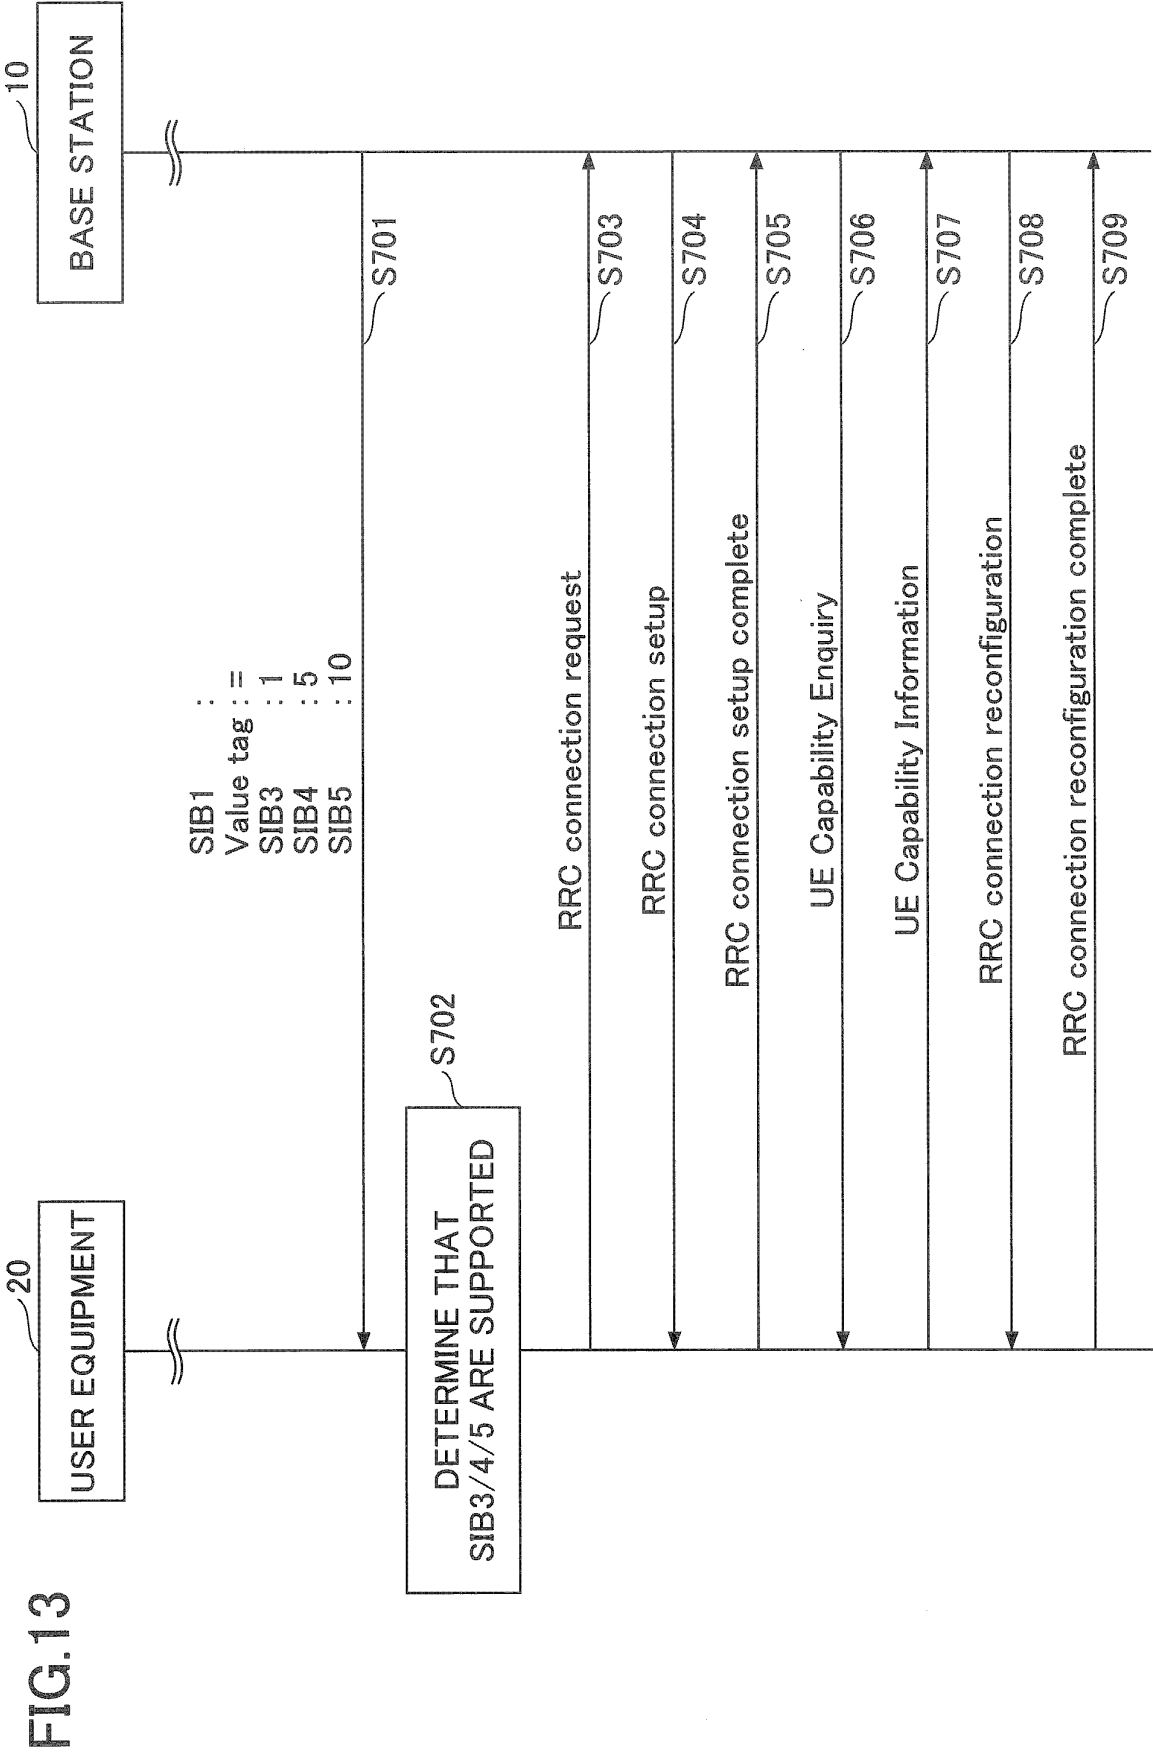 FIG.13
20
USER EQUIPMENT
10
BASE STATION
SIB1 :
Value tag : =
SIB3 : 1
SIB4 : 5
SIB5 : 10
S701
DETERMINE THAT
SIB3/4/5 ARE SUPPORTED
S702
RRC connection request
S703
RRC connection setup
S704
RRC connection setup complete
S705
UE Capability Enquiry
S706
UE Capability Information
S707
RRC connection reconfiguration
S708
RRC connection reconfiguration complete
S709